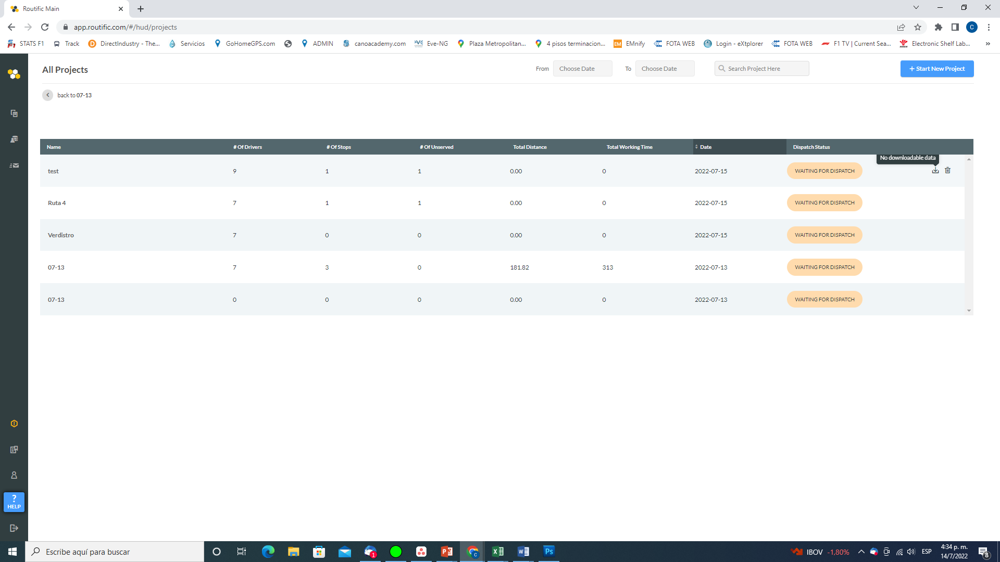 Routific Main
app.routific.com/#/hud/projects
C
STATS F1
Track
DirectIndustry - The...
Servicios
GoHomeGPS.com
ADMIN
canoacademy.com
Eve-NG
Plaza Metropolitan...
4 pisos terminacion...
EM EMnify
FOTA WEB
Login - eXtplorer
FOTA WEB
F1 TV | Current Sea...
Electronic Shelf Lab...
»
All Projects
From Choose Date To Choose Date Search Project Here + Start New Project
back to 07-13
Name # Of Drivers # Of Stops # Of Unserved Total Distance Total Working Time Date Dispatch Status
No downloadable data
test 9 1 1 0.00 0 2022-07-15 WAITING FOR DISPATCH
Ruta 4 7 1 1 0.00 0 2022-07-15 WAITING FOR DISPATCH
Verdistro 7 0 0 0.00 0 2022-07-15 WAITING FOR DISPATCH
07-13 7 3 0 181.82 313 2022-07-13 WAITING FOR DISPATCH
07-13 0 0 0 0.00 0 2022-07-13 WAITING FOR DISPATCH
?
HELP
Escribe aquí para buscar
1
C
Ps
IBOV -1,80%
ESP
4:34 p. m.
14/7/2022
8